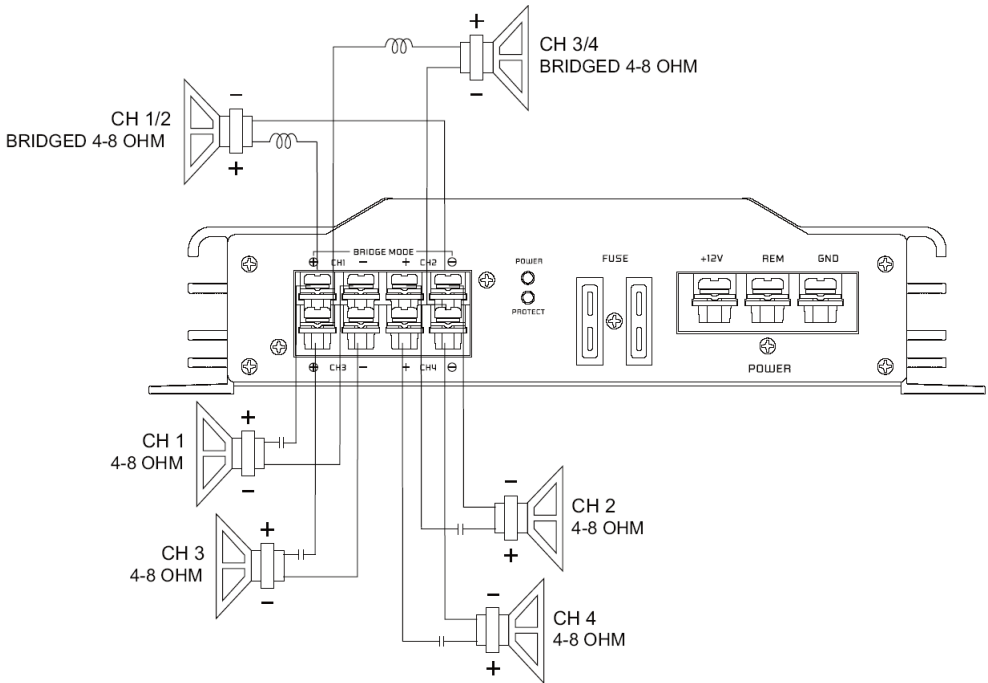 +
CH 3/4
BRIDGED 4-8 OHM
−
−
CH 1/2
BRIDGED 4-8 OHM
+
BRIDGE MODE
⊕ CH1 − + CH2 ⊖
POWER
PROTECT
FUSE
+12V REM GND
POWER
⊕ CH3 − + CH4 ⊖
+
CH 1
4-8 OHM
−
−
CH 2
4-8 OHM
+
+
CH 3
4-8 OHM
−
−
CH 4
4-8 OHM
+